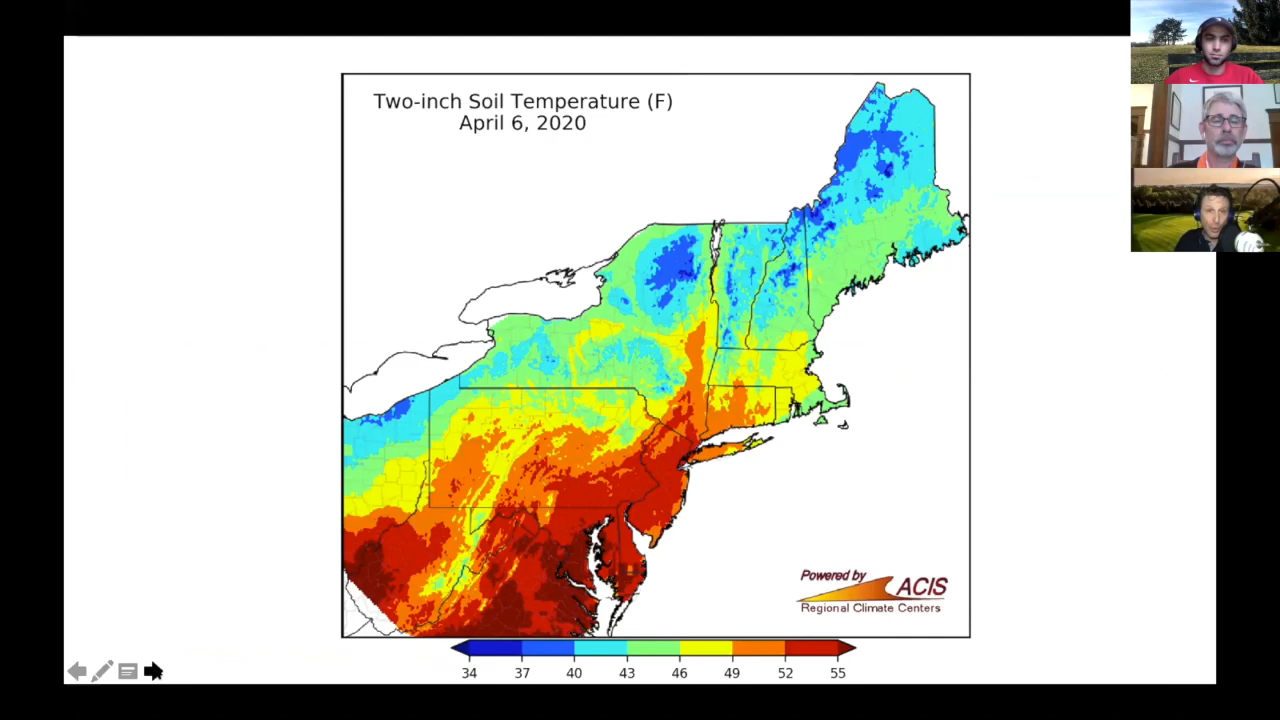 Two-inch Soil Temperature (F)
April 6, 2020
Powered by
ACIS
Regional Climate Centers
34 37 40 43 46 49 52 55